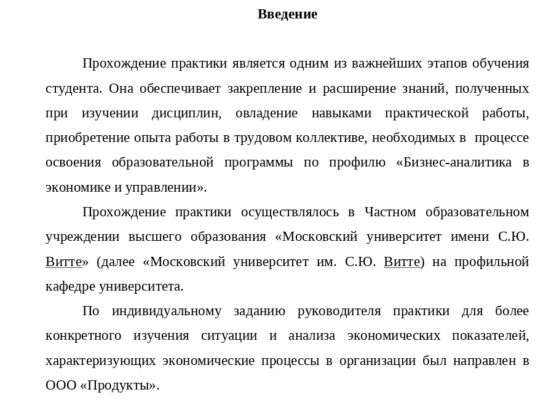 Введение
Прохождение практики является одним из важнейших этапов обучения
студента. Она обеспечивает закрепление и расширение знаний, полученных
при изучении дисциплин, овладение навыками практической работы,
приобретение опыта работы в трудовом коллективе, необходимых в  процессе
освоения образовательной программы по профилю «Бизнес-аналитика в
экономике и управлении».
Прохождение практики осуществлялось в Частном образовательном
учреждении высшего образования «Московский университет имени С.Ю.
Витте» (далее «Московский университет им. С.Ю. Витте) на профильной
кафедре университета.
По индивидуальному заданию руководителя практики для более
конкретного изучения ситуации и анализа экономических показателей,
характеризующих экономические процессы в организации был направлен в
ООО «Продукты».